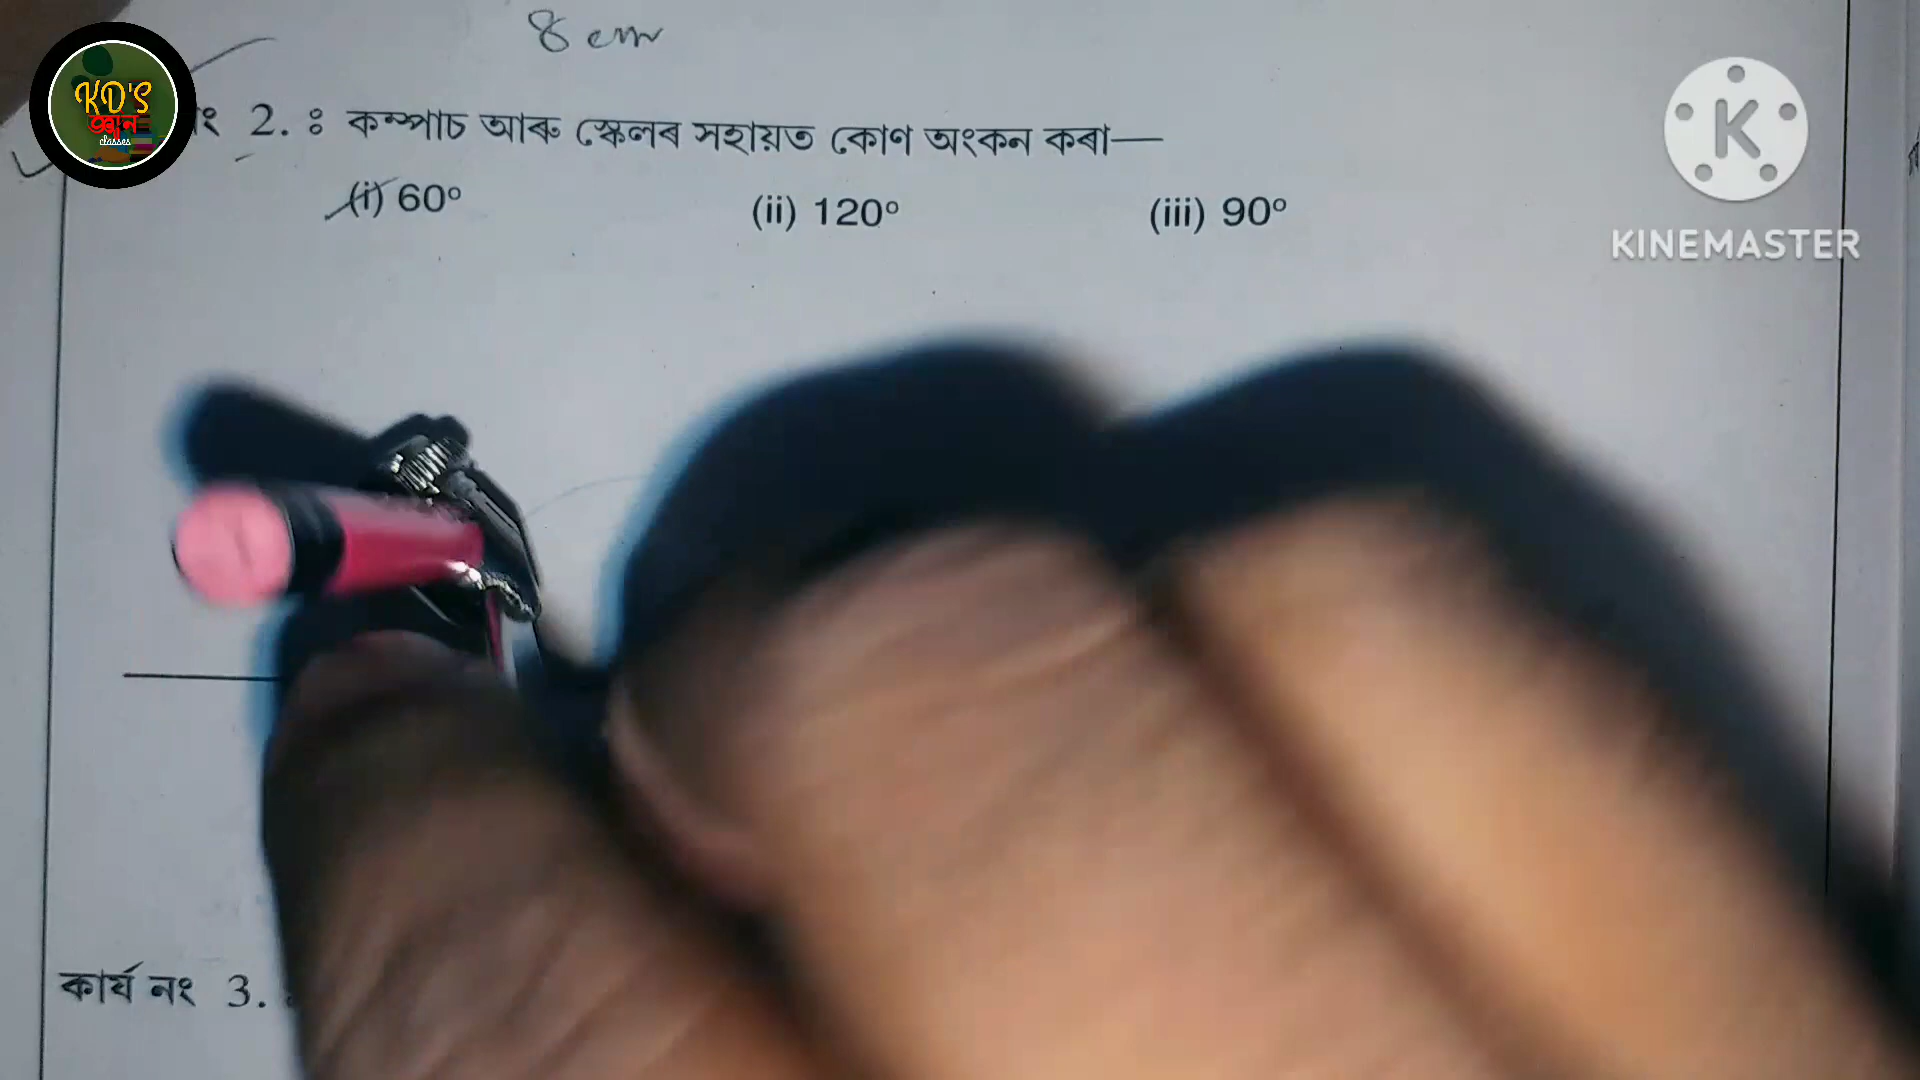 8 cm
KD'S
জ্ঞান
classes
নং 2. : কম্পাচ আৰু স্কেলৰ সহায়ত কোণ অংকন কৰা—
(i) 60° (ii) 120° (iii) 90°
K
KINEMASTER
কাৰ্য নং 3.